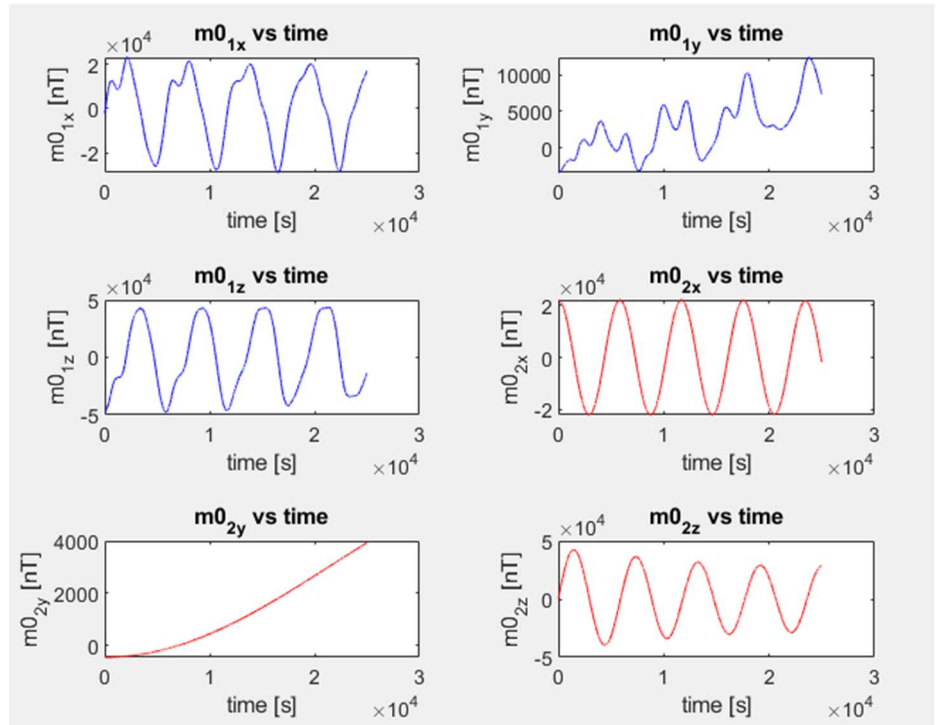 m0₁ₓ vs time
×10⁴
m0₁ₓ [nT]
2
0
-2
0 1 2 3
time [s]
×10⁴
m0₁y vs time
m0₁y [nT]
10000
5000
0
0 1 2 3
time [s]
×10⁴
m0₁z vs time
×10⁴
m0₁z [nT]
5
0
-5
0 1 2 3
time [s]
×10⁴
m0₂ₓ vs time
×10⁴
m0₂ₓ [nT]
2
0
-2
0 1 2 3
time [s]
×10⁴
m0₂y vs time
m0₂y [nT]
4000
2000
0
0 1 2 3
time [s]
×10⁴
m0₂z vs time
×10⁴
m0₂z [nT]
5
0
-5
0 1 2 3
time [s]
×10⁴